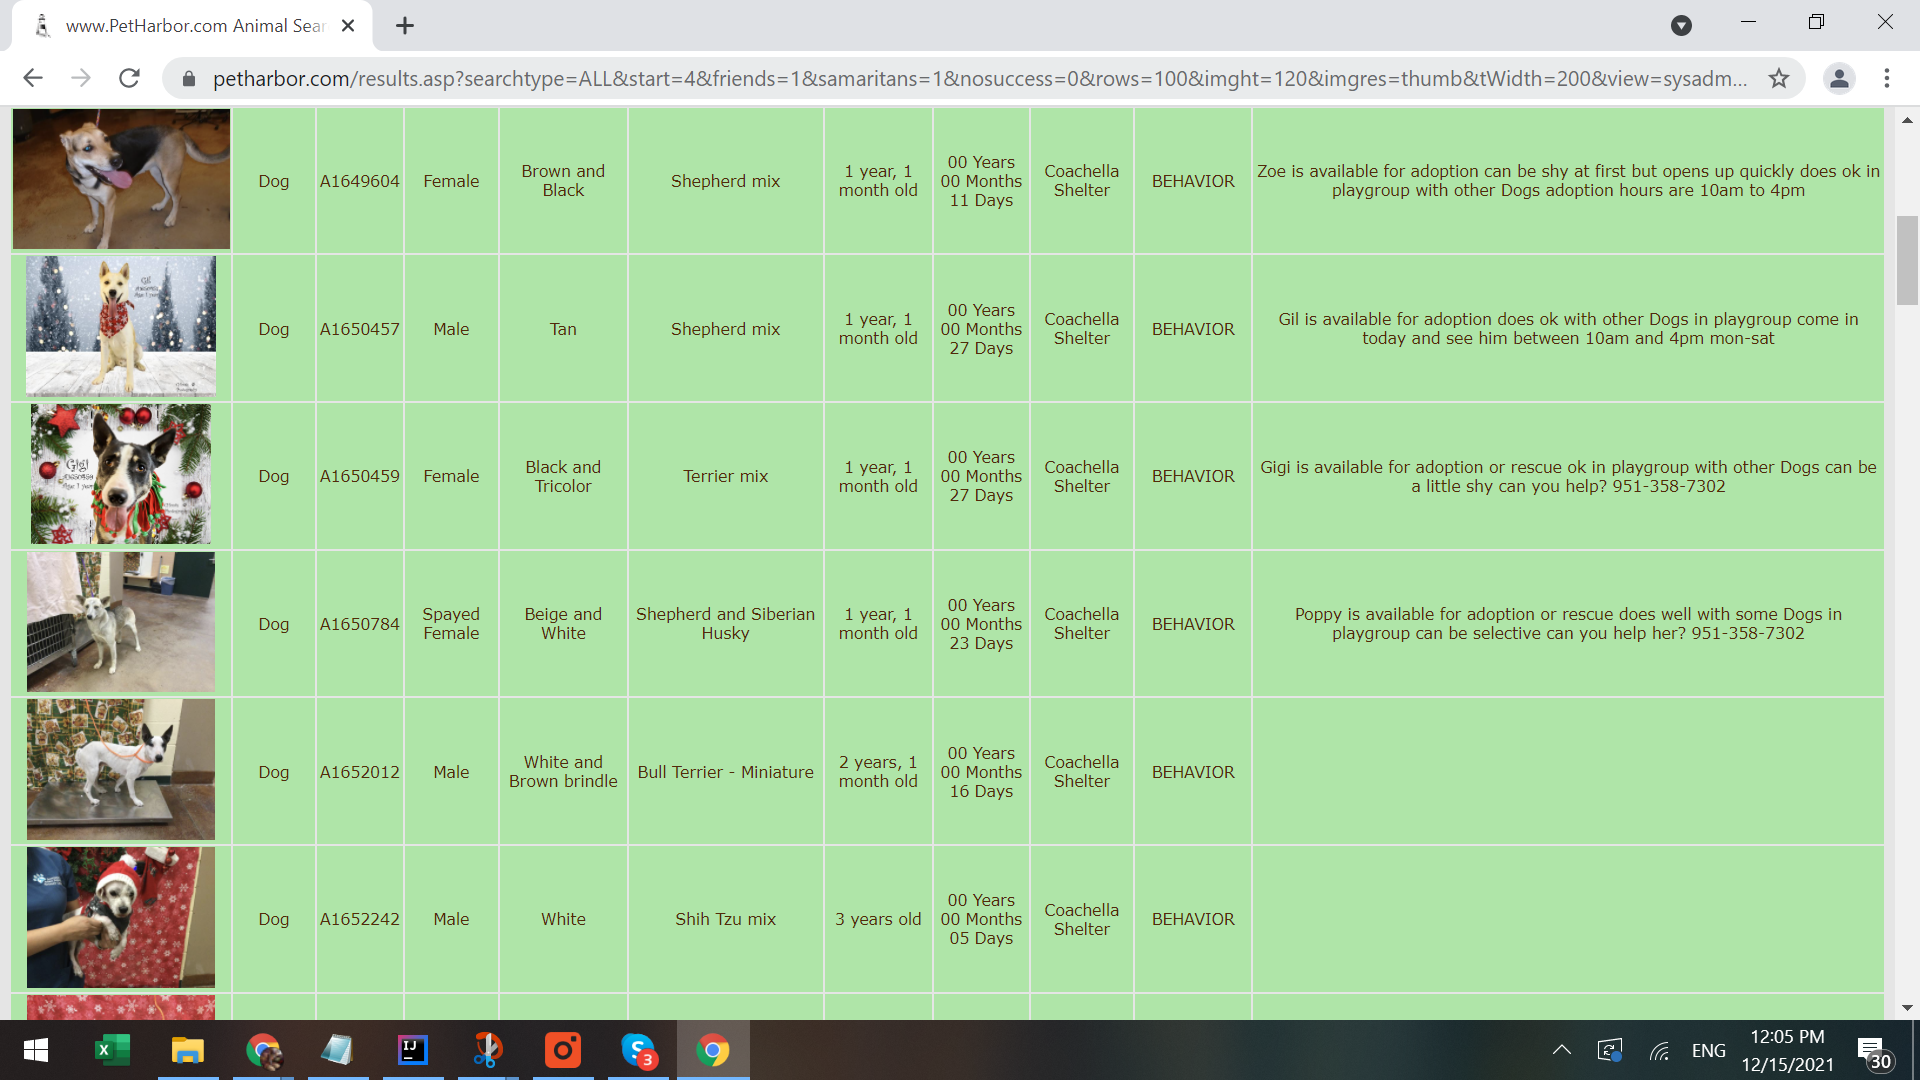 www.PetHarbor.com Animal Sear
petharbor.com/results.asp?searchtype=ALL&start=4&friends=1&samaritans=1&nosuccess=0&rows=100&imght=120&imgres=thumb&tWidth=200&view=sysadm...
Dog
A1649604
Female
Brown and
Black
Shepherd mix
1 year, 1
month old
00 Years
00 Months
11 Days
Coachella
Shelter
BEHAVIOR
Zoe is available for adoption can be shy at first but opens up quickly does ok in
playgroup with other Dogs adoption hours are 10am to 4pm
Gil
Dog
A1650457
Male
Tan
Shepherd mix
1 year, 1
month old
00 Years
00 Months
27 Days
Coachella
Shelter
BEHAVIOR
Gil is available for adoption does ok with other Dogs in playgroup come in
today and see him between 10am and 4pm mon-sat
Gigi
Dog
A1650459
Female
Black and
Tricolor
Terrier mix
1 year, 1
month old
00 Years
00 Months
27 Days
Coachella
Shelter
BEHAVIOR
Gigi is available for adoption or rescue ok in playgroup with other Dogs can be
a little shy can you help? 951-358-7302
Dog
A1650784
Spayed
Female
Beige and
White
Shepherd and Siberian
Husky
1 year, 1
month old
00 Years
00 Months
23 Days
Coachella
Shelter
BEHAVIOR
Poppy is available for adoption or rescue does well with some Dogs in
playgroup can be selective can you help her? 951-358-7302
Dog
A1652012
Male
White and
Brown brindle
Bull Terrier - Miniature
2 years, 1
month old
00 Years
00 Months
16 Days
Coachella
Shelter
BEHAVIOR
Dog
A1652242
Male
White
Shih Tzu mix
3 years old
00 Years
00 Months
05 Days
Coachella
Shelter
BEHAVIOR
IJ
3
ENG
12:05 PM
12/15/2021
30